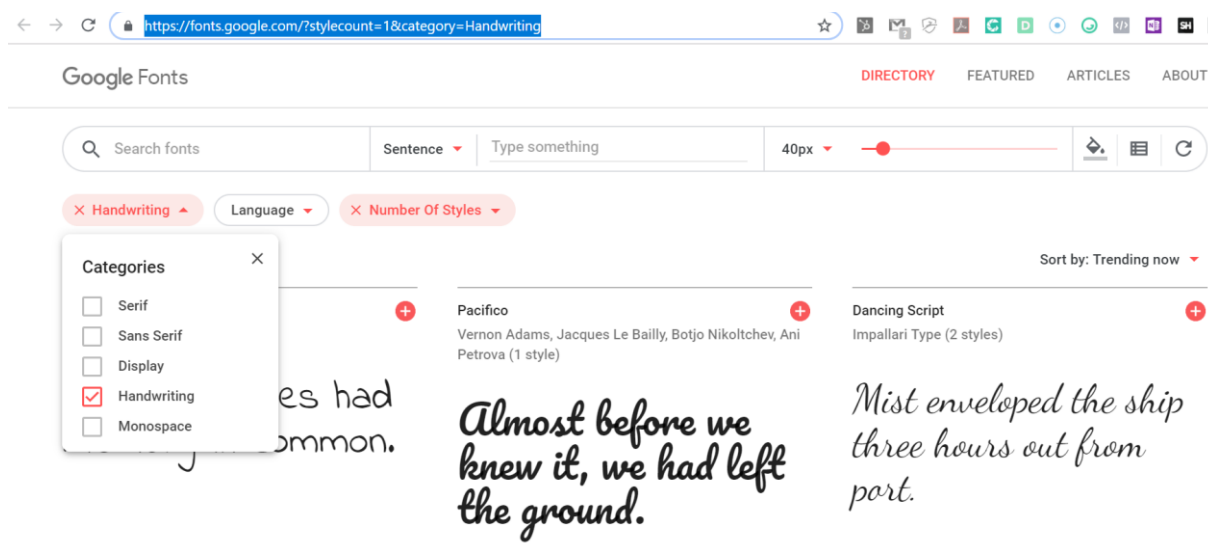 https://fonts.google.com/?stylecount=1&category=Handwriting
Google Fonts
DIRECTORY FEATURED ARTICLES ABOUT
Search fonts Sentence Type something 40px
Handwriting Language Number Of Styles
Categories
Serif
Sans Serif
Display
Handwriting
Monospace
Sort by: Trending now
es had
ommon.
Pacifico
Vernon Adams, Jacques Le Bailly, Botjo Nikoltchev, Ani
Petrova (1 style)
Almost before we
knew it, we had left
the ground.
Dancing Script
Impallari Type (2 styles)
Mist enveloped the ship
three hours out from
port.